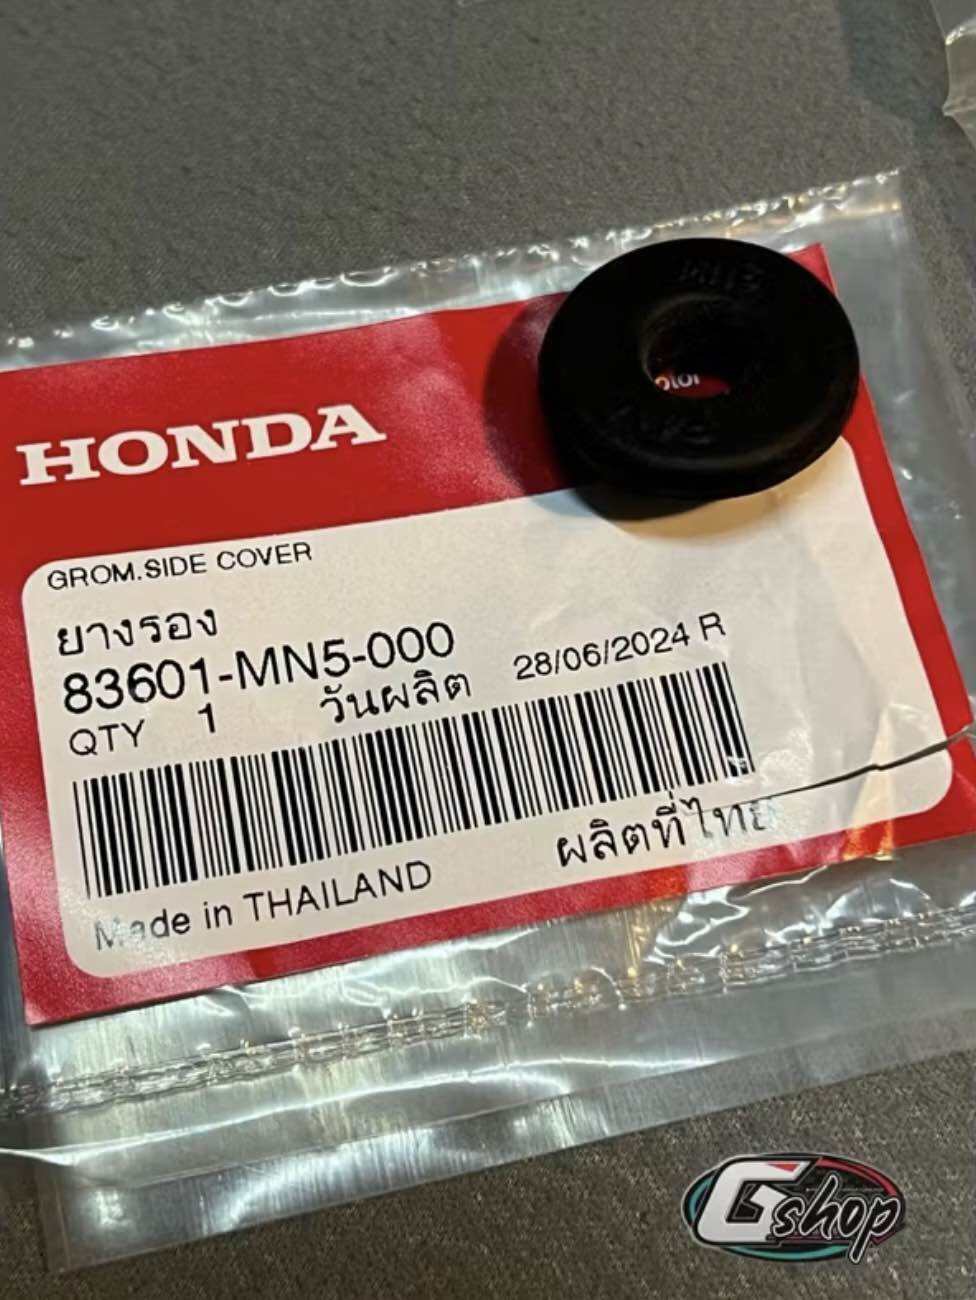 HONDA
GROM.SIDE COVER
ยางรอง
83601-MN5-000
QTY 1 วันผลิต 28/06/2024 R
Made in THAILAND
ผลิตที่ไทย
Gshop